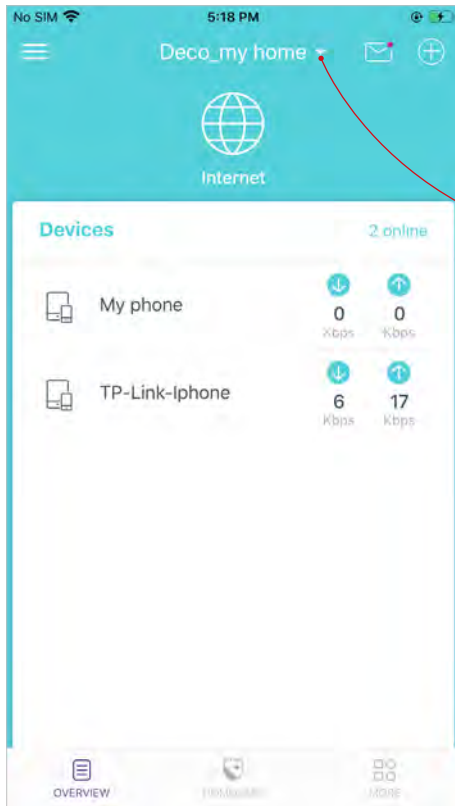 No SIM 5:18 PM
Deco_my home
Internet
Devices 2 online
My phone
0 0
Kbps Kbps
TP-Link-Iphone
6 17
Kbps Kbps
OVERVIEW MORE